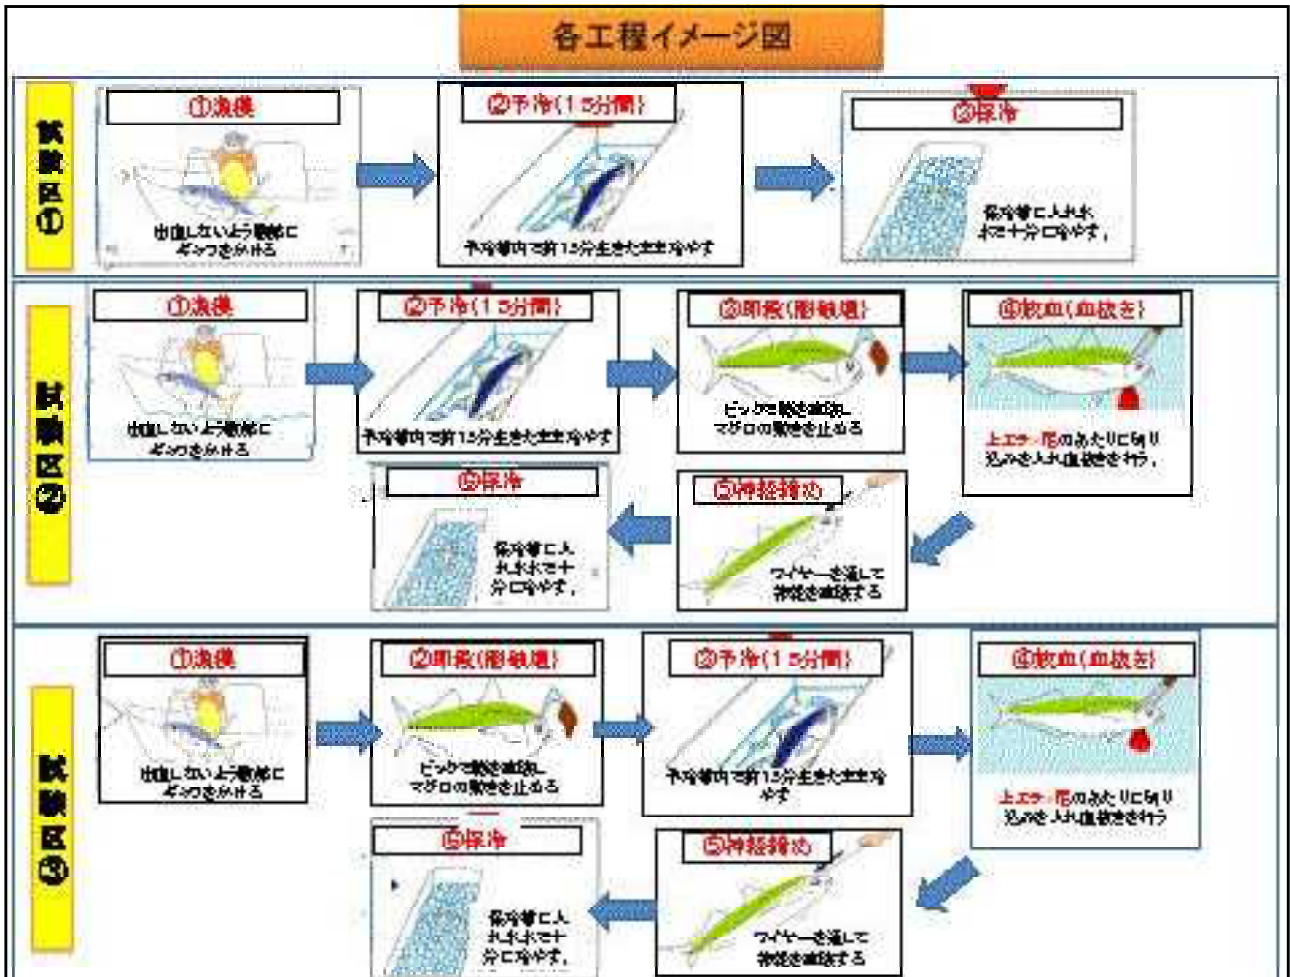 各工程イメージ図
試験区①
①漁獲
出血しないよう散部に
ギャフをかける
②予冷(15分間)
予冷槽内で約15分生きたまま冷やす
③保冷
保冷槽に入れ氷
水で十分に冷やす。
試験区②
①漁獲
出血しないよう
ギャフをかける
②予冷(15分間)
予冷槽内で約15分生きたまま冷やす
③即殺(脳破壊)
ピックで脳を破壊し
マグロの動きを止める
④放血(血抜き)
上エラ、尾のあたりに切り
込みを入れ血抜きを行う。
⑤神経締め
ワイヤーを通して
神経を破壊する
⑥保冷
保冷槽に入
れ氷水で十
分に冷やす。
試験区③
①漁獲
出血しないよう
ギャフをかける
②即殺(脳破壊)
ピックで脳を破壊し
マグロの動きを止める
③予冷(15分間)
予冷槽内で約15分生きたまま冷
やす
④放血(血抜き)
上エラ、尾のあたりに切り
込みを入れ血抜きを行う
⑤神経締め
ワイヤーを通して
神経を破壊する
⑥保冷
保冷槽に入
れ氷水で十
分に冷やす。